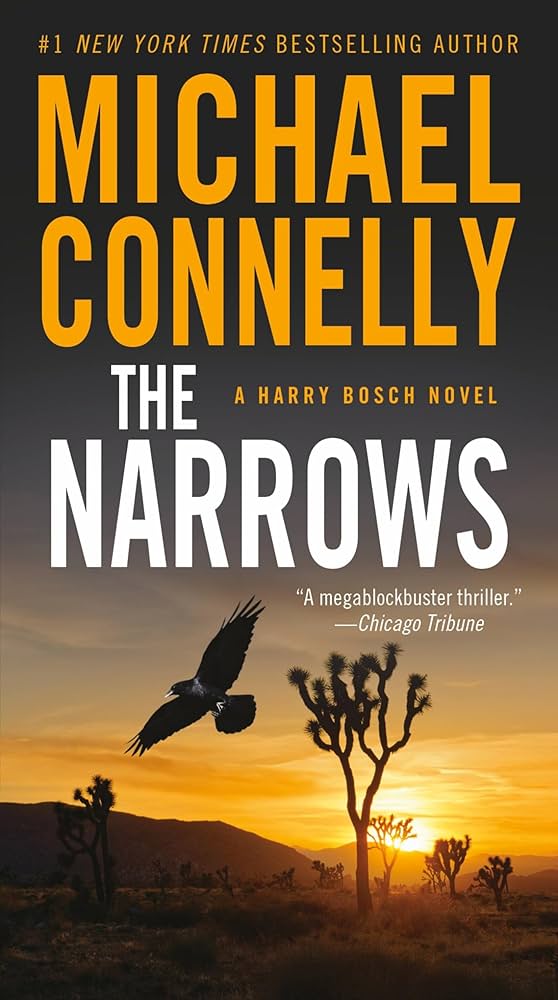 #1 NEW YORK TIMES BESTSELLING AUTHOR
MICHAEL
CONNELLY
THE
A HARRY BOSCH NOVEL
NARROWS
“A megablockbuster thriller.”
—Chicago Tribune